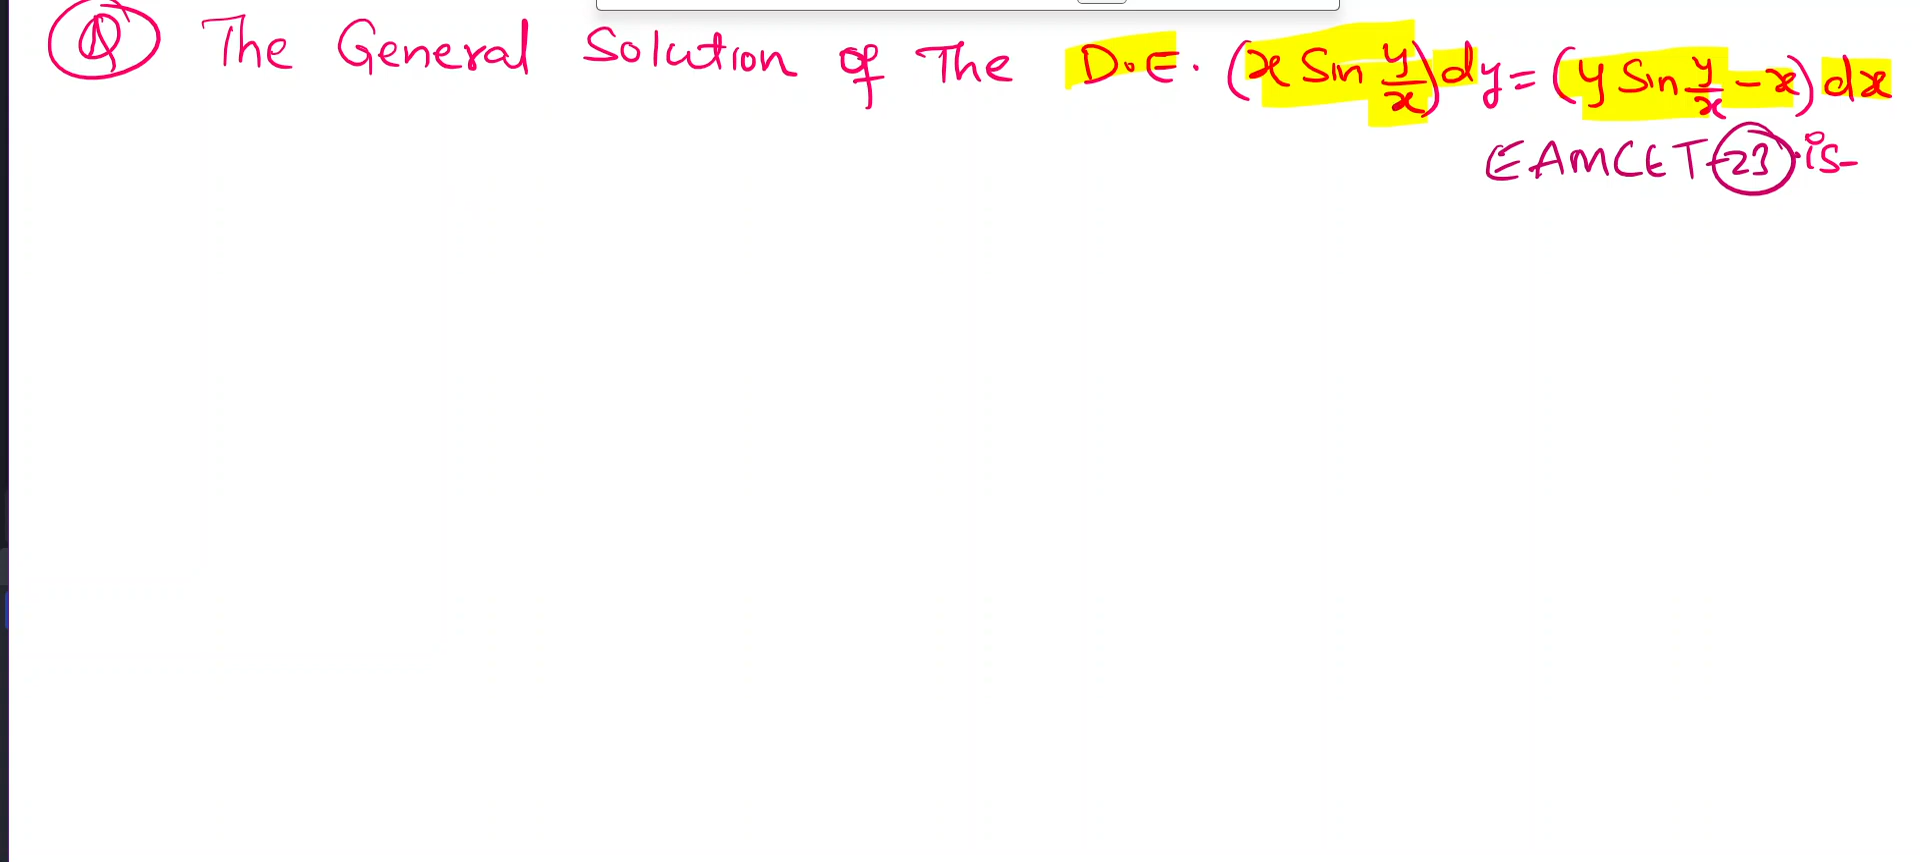 Q The General Solution of The D.E. (x Sin y/x)dy = (y Sin y/x - x)dx
EAMCET-23 is-